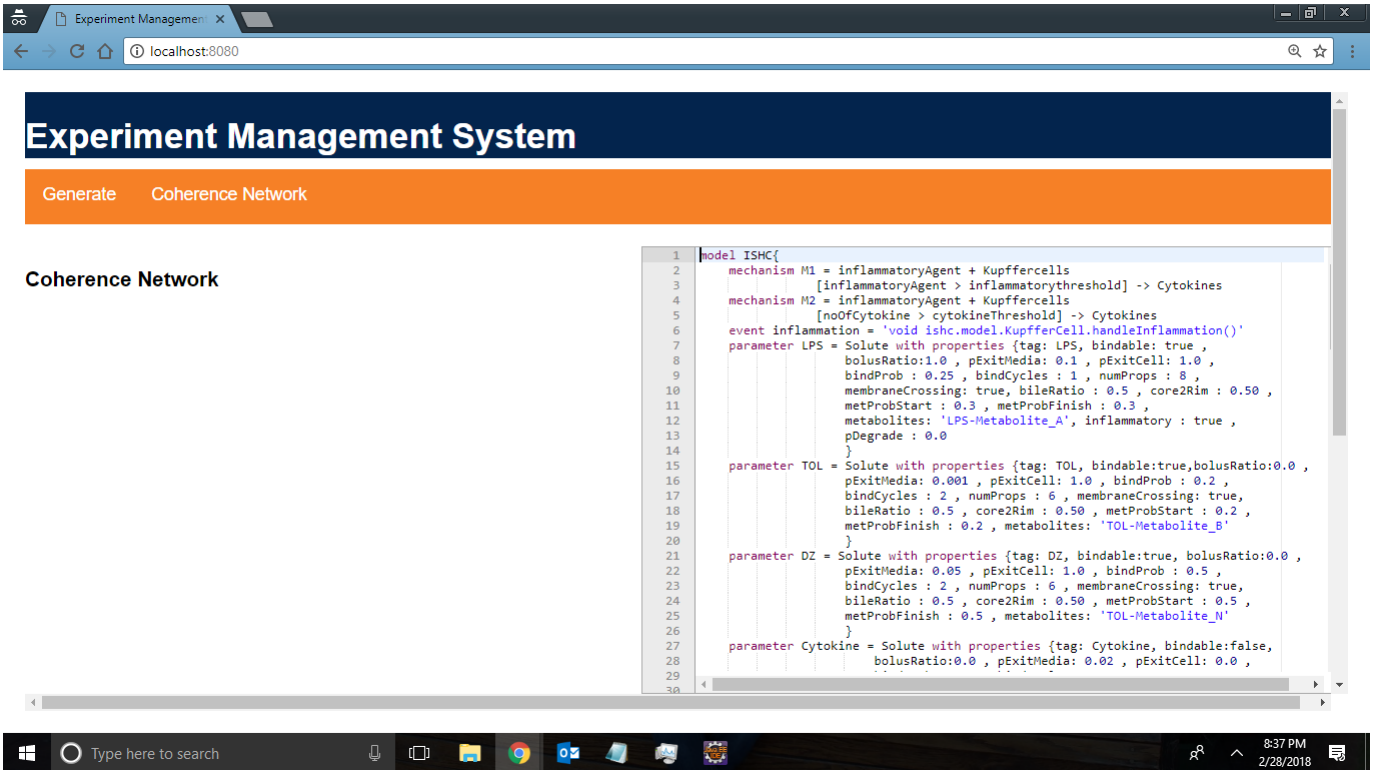 Experiment Management
localhost:8080
Experiment Management System
Generate Coherence Network
Coherence Network
1 model ISHC{
2 mechanism M1 = inflammatoryAgent + Kupffercells
3 [inflammatoryAgent > inflammatorythreshold] -> Cytokines
4 mechanism M2 = inflammatoryAgent + Kupffercells
5 [noOfCytokine > cytokineThreshold] -> Cytokines
6 event inflammation = 'void ishc.model.KupfferCell.handleInflammation()'
7 parameter LPS = Solute with properties {tag: LPS, bindable: true ,
8 bolusRatio:1.0 , pExitMedia: 0.1 , pExitCell: 1.0 ,
9 bindProb : 0.25 , bindCycles : 1 , numProps : 8 ,
10 membraneCrossing: true, bileRatio : 0.5 , core2Rim : 0.50 ,
11 metProbStart : 0.3 , metProbFinish : 0.3 ,
12 metabolites: 'LPS-Metabolite_A', inflammatory : true ,
13 pDegrade : 0.0
14 }
15 parameter TOL = Solute with properties {tag: TOL, bindable:true,bolusRatio:0.0 ,
16 pExitMedia: 0.001 , pExitCell: 1.0 , bindProb : 0.2 ,
17 bindCycles : 2 , numProps : 6 , membraneCrossing: true,
18 bileRatio : 0.5 , core2Rim : 0.50 , metProbStart : 0.2 ,
19 metProbFinish : 0.2 , metabolites: 'TOL-Metabolite_B'
20 }
21 parameter DZ = Solute with properties {tag: DZ, bindable:true, bolusRatio:0.0 ,
22 pExitMedia: 0.05 , pExitCell: 1.0 , bindProb : 0.5 ,
23 bindCycles : 2 , numProps : 6 , membraneCrossing: true,
24 bileRatio : 0.5 , core2Rim : 0.50 , metProbStart : 0.5 ,
25 metProbFinish : 0.5 , metabolites: 'TOL-Metabolite_N'
26 }
27 parameter Cytokine = Solute with properties {tag: Cytokine, bindable:false,
28 bolusRatio:0.0 , pExitMedia: 0.02 , pExitCell: 0.0 ,
29
30
Type here to search
8:37 PM
2/28/2018